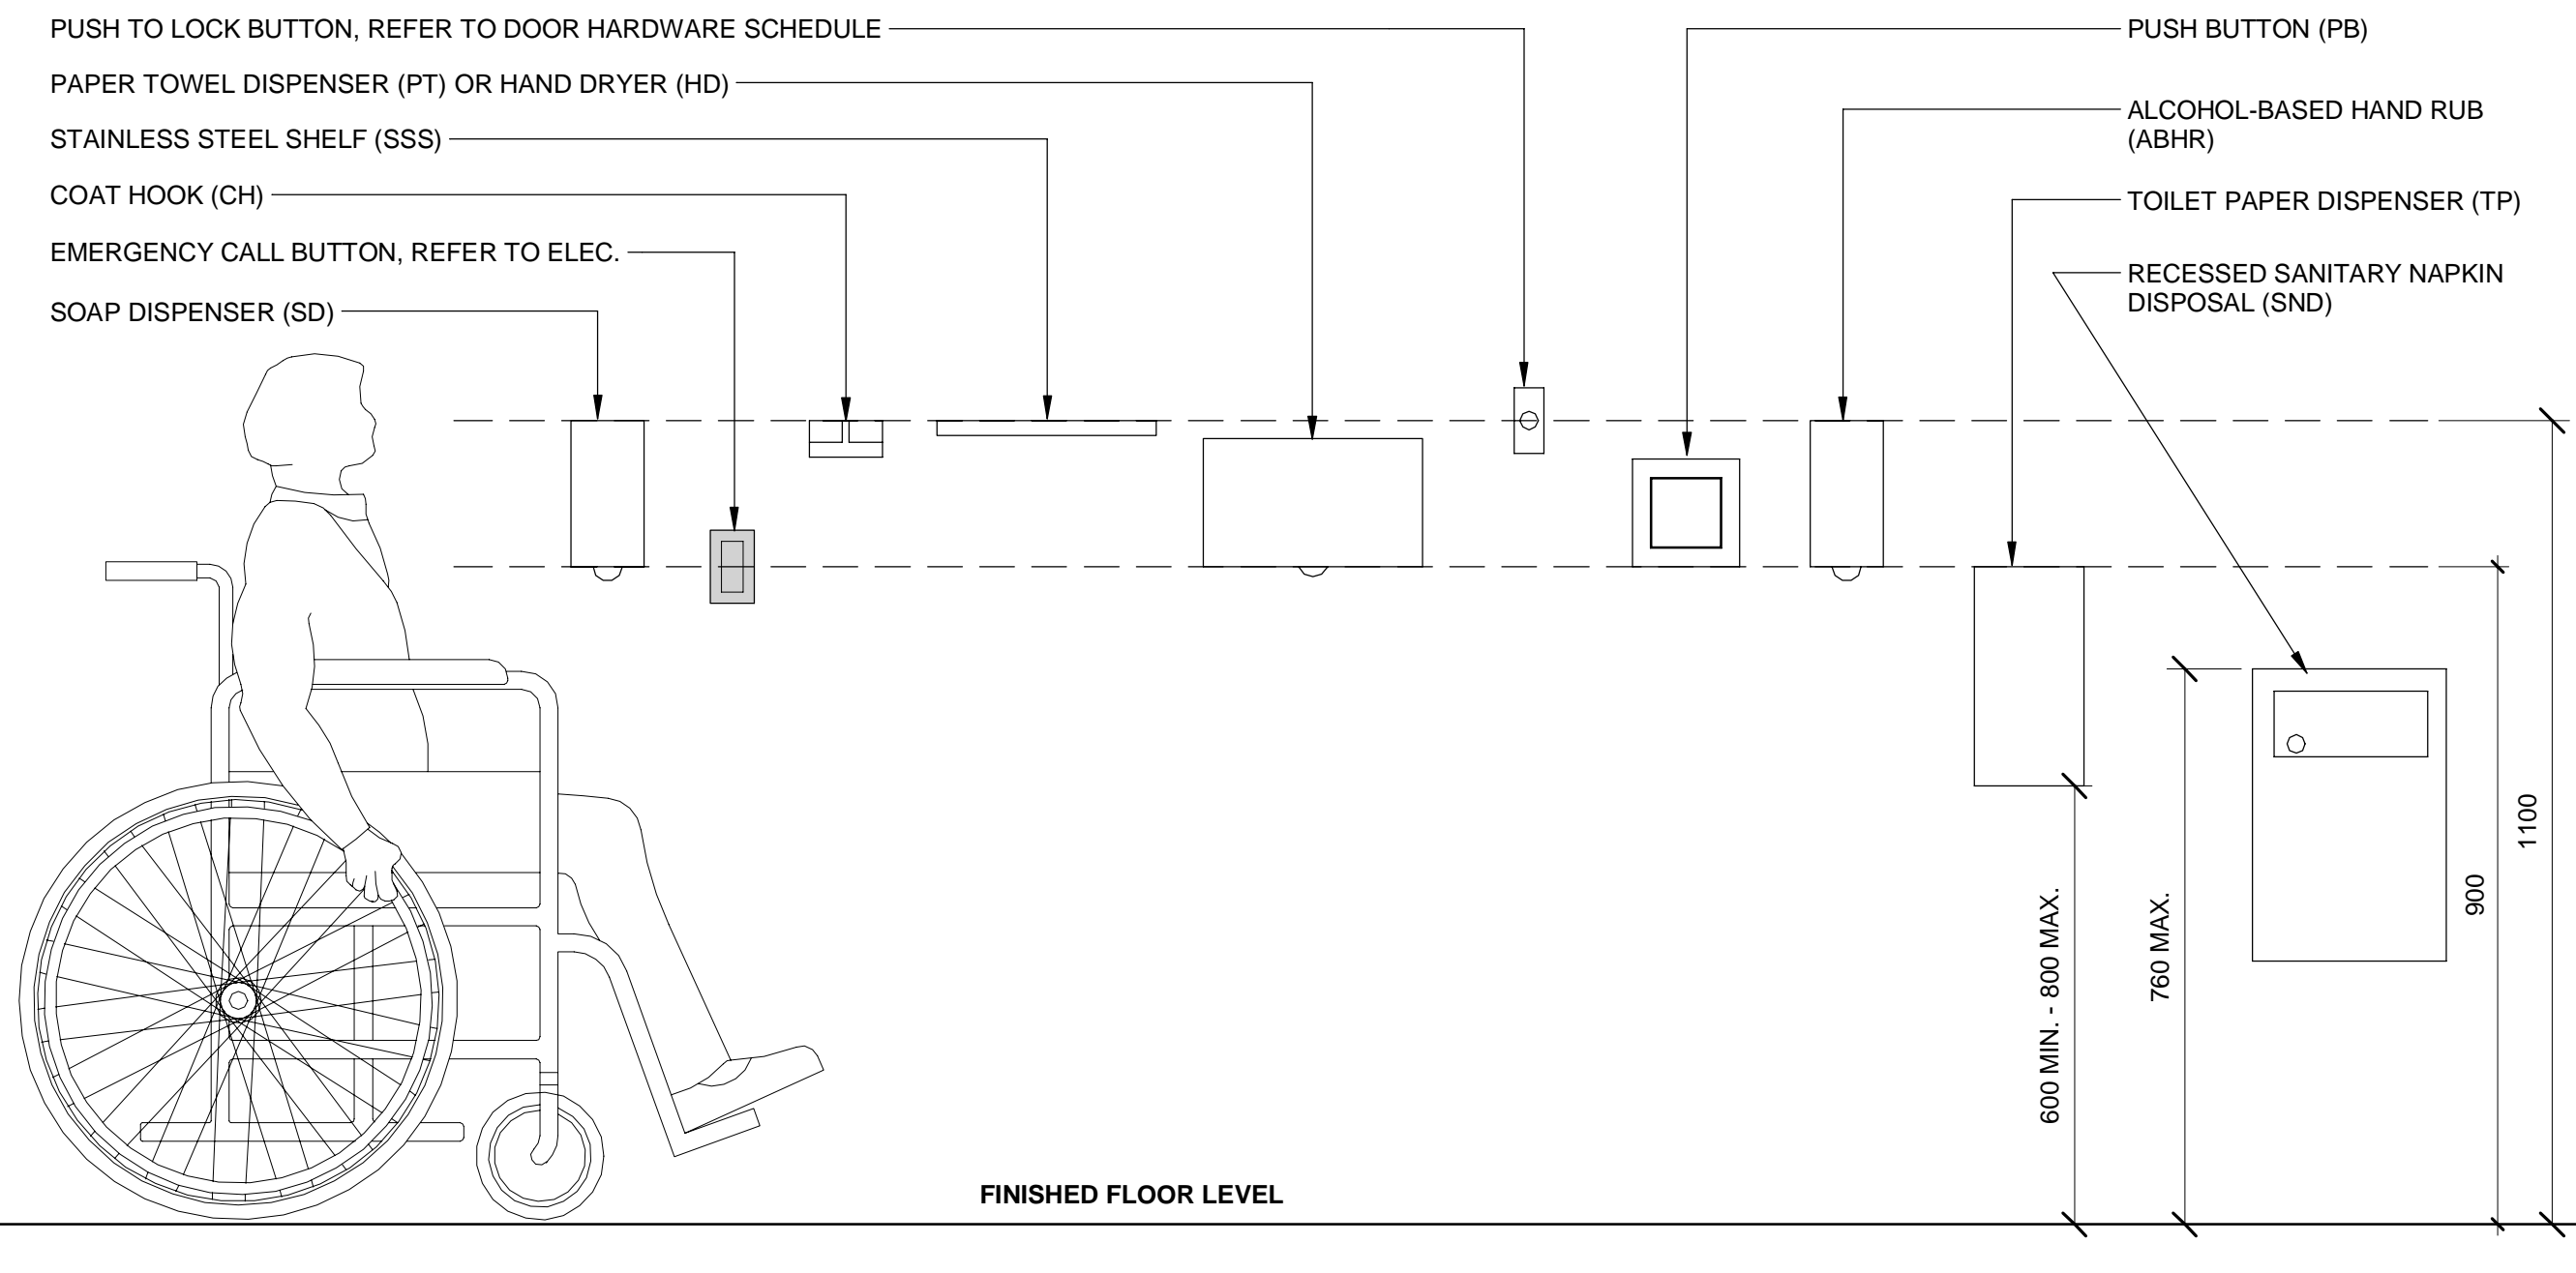 PUSH TO LOCK BUTTON, REFER TO DOOR HARDWARE SCHEDULE
PAPER TOWEL DISPENSER (PT) OR HAND DRYER (HD)
STAINLESS STEEL SHELF (SSS)
COAT HOOK (CH)
EMERGENCY CALL BUTTON, REFER TO ELEC.
SOAP DISPENSER (SD)
PUSH BUTTON (PB)
ALCOHOL-BASED HAND RUB
(ABHR)
TOILET PAPER DISPENSER (TP)
RECESSED SANITARY NAPKIN
DISPOSAL (SND)
600 MIN. - 800 MAX.
760 MAX.
900
1100
FINISHED FLOOR LEVEL